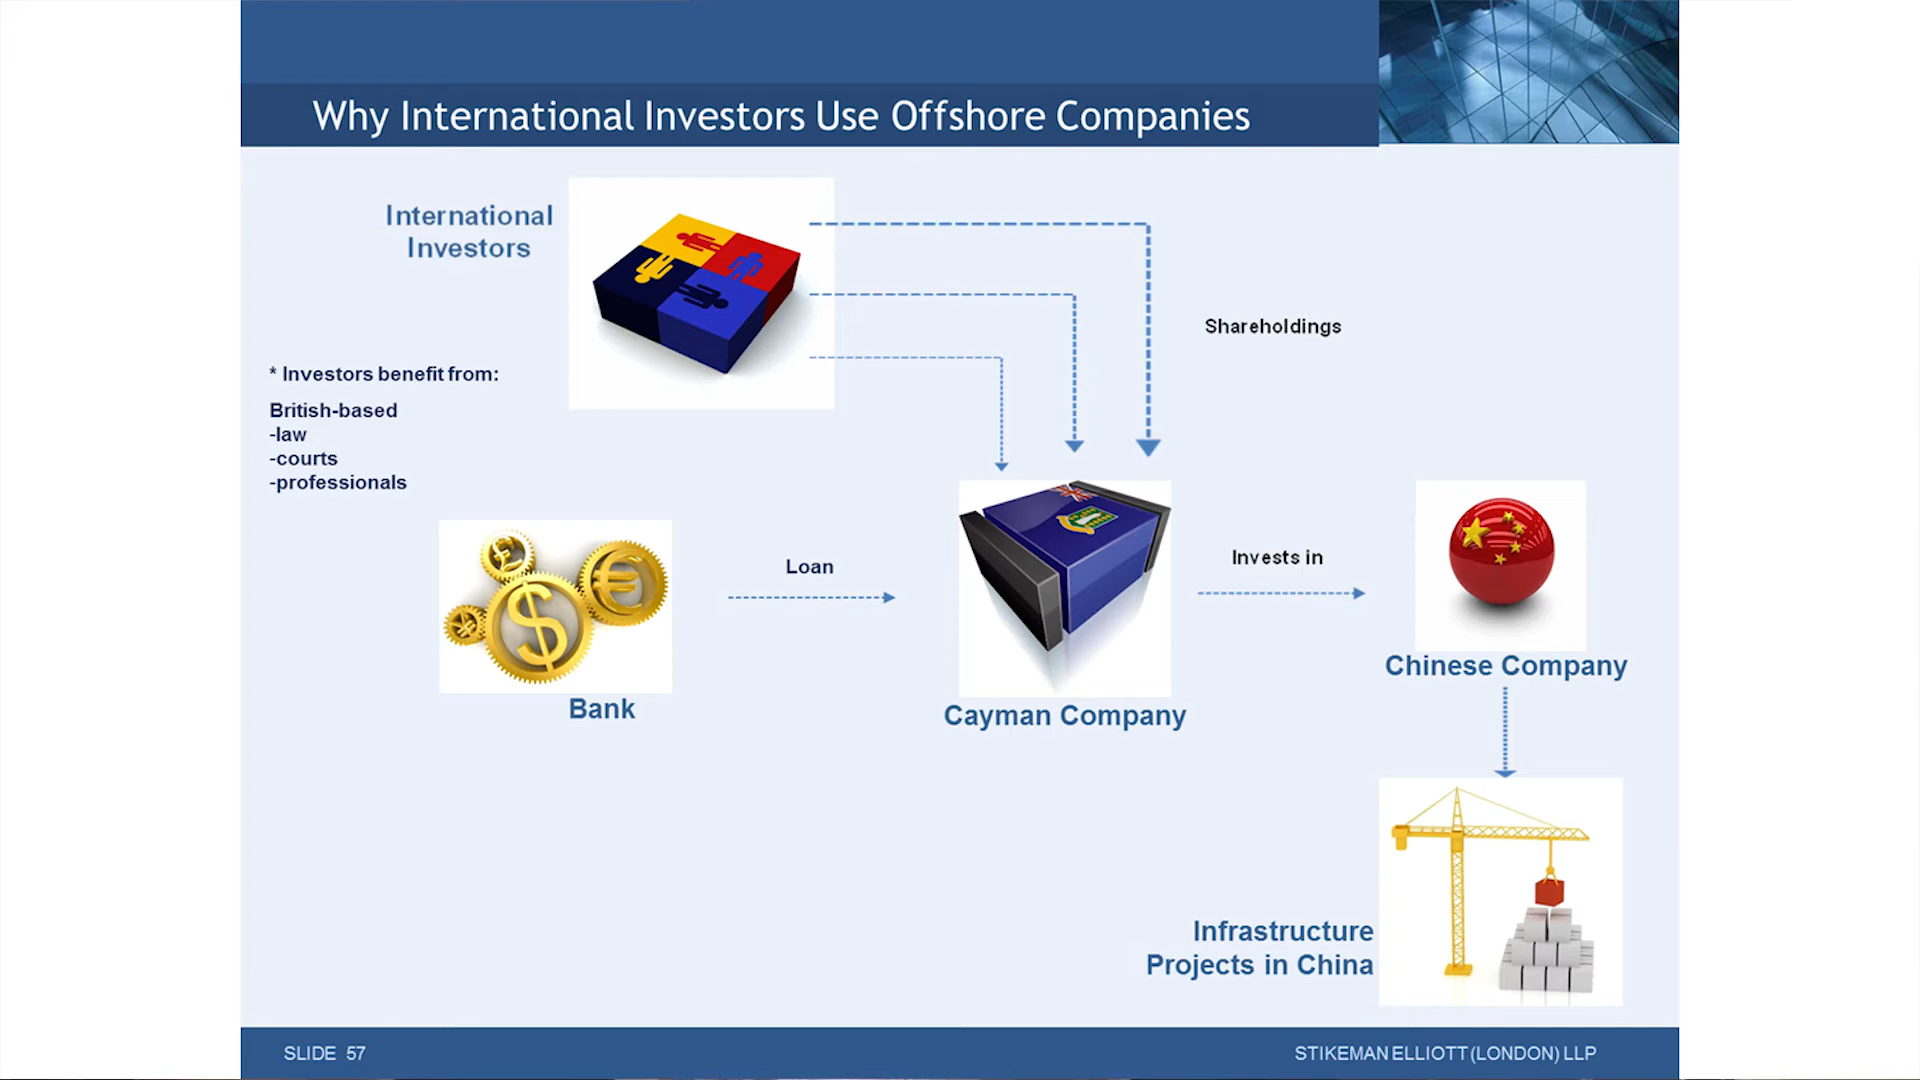 Why International Investors Use Offshore Companies
International
Investors
Shareholdings
* Investors benefit from:
British-based
-law
-courts
-professionals
Loan
Invests in
Bank
Cayman Company
Chinese Company
Infrastructure
Projects in China
SLIDE 57
STIKEMAN ELLIOTT (LONDON) LLP